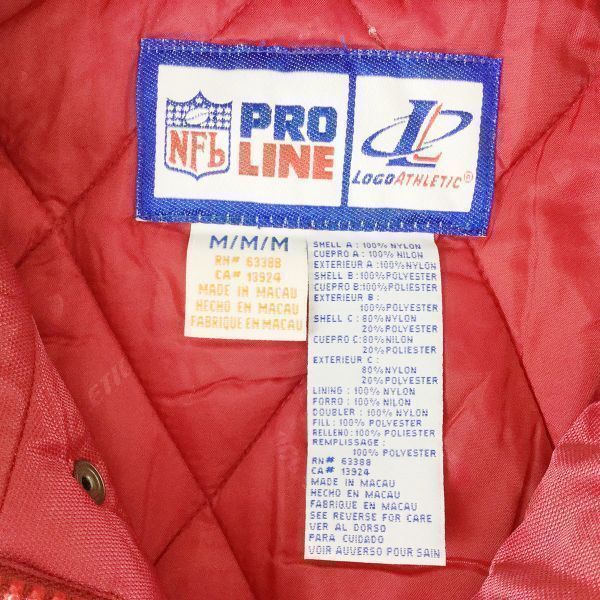 NFL
PRO
LINE
LOGOATHLETIC®
M/M/M
RN# 63388
CA# 13924
MADE IN MACAU
HECHO EN MACAU
FABRIQUE EN MACAU
SHELL A : 100% NYLON
CUEPRO A : 100% NILON
EXTERIEUR A : 100% NYLON
SHELL B : 100% POLYESTER
CUEPRO B : 100% POLIESTER
EXTERIEUR B :
100% POLYESTER
SHELL C : 80% NYLON
20% POLYESTER
CUEPRO C : 80% NILON
20% POLIESTER
EXTERIEUR C :
80% NYLON
20% POLYESTER
LINING : 100% NYLON
FORRO : 100% NILON
DOUBLER : 100% NYLON
FILL : 100% POLYESTER
RELLENO : 100% POLIESTER
REMPLISSAGE :
100% POLYESTER
RN# 63388
CA# 13924
MADE IN MACAU
HECHO EN MACAU
FABRIQUE EN MACAU
SEE REVERSE FOR CARE
VER AL DORSO
PARA CUIDADO
VOIR AUVERSO POUR SAIN